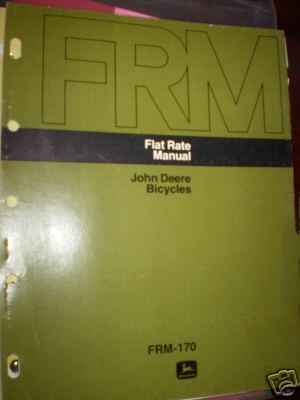 FRM
Flat Rate
Manual
John Deere
Bicycles
FRM-170